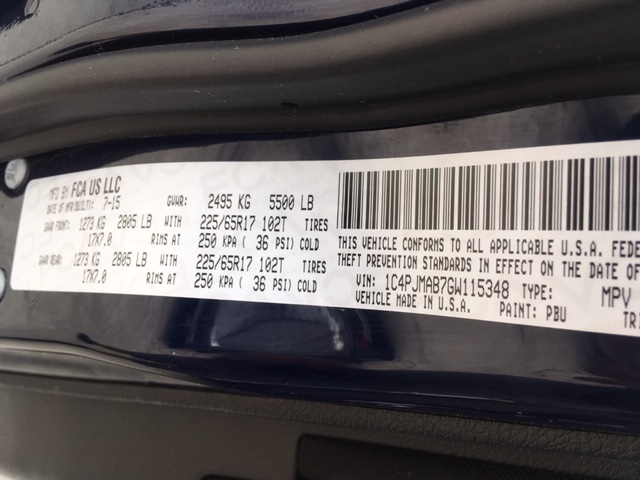 MFD BY FCA US LLC
DATE OF MFR/BUILT: 7-15 GVWR: 2495 KG 5500 LB
GAWR FRONT: 1273 KG 2805 LB WITH 225/65R17 102T TIRES
17X7.0 RIMS AT 250 KPA ( 36 PSI) COLD
GAWR REAR: 1273 KG 2805 LB WITH 225/65R17 102T TIRES
17X7.0 RIMS AT 250 KPA ( 36 PSI) COLD
THIS VEHICLE CONFORMS TO ALL APPLICABLE U.S.A. FEDE
THEFT PREVENTION STANDARDS IN EFFECT ON THE DATE O
VIN: 1C4PJMAB7GW115348 TYPE: MPV
VEHICLE MADE IN U.S.A. PAINT: PBU TRI